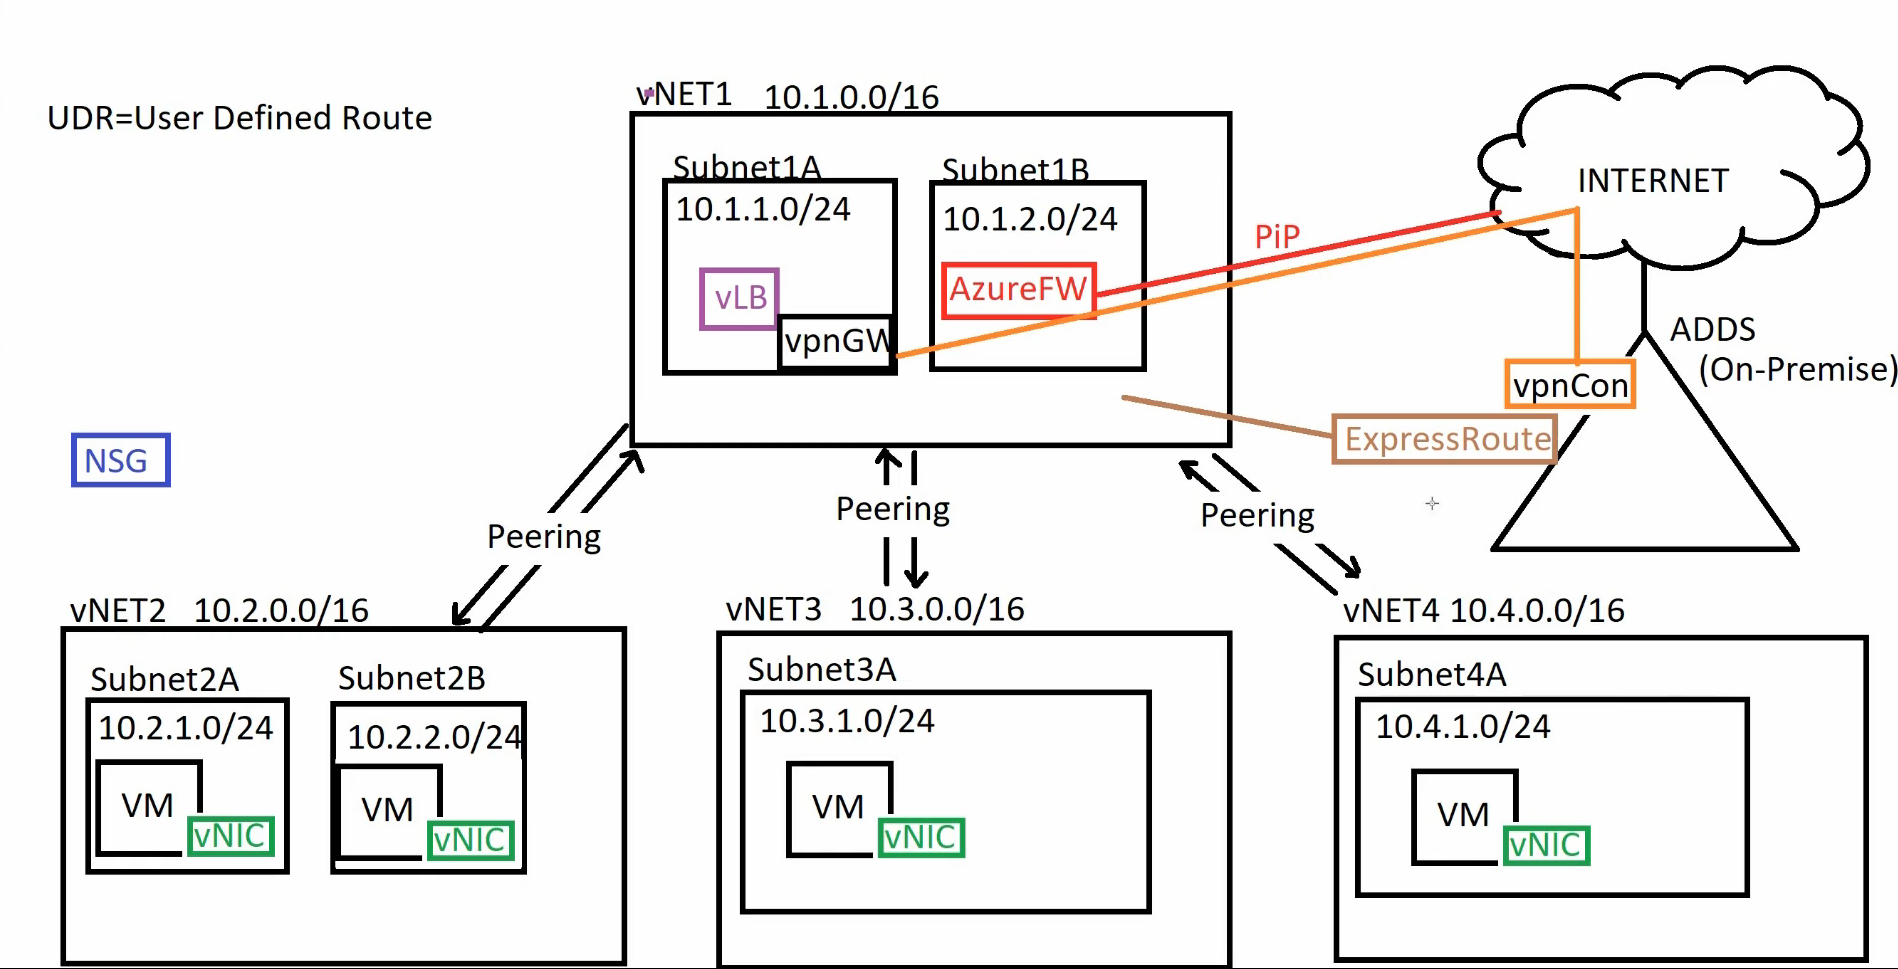 vNET1 10.1.0.0/16
UDR=User Defined Route
Subnet1A
Subnet1B
10.1.1.0/24
10.1.2.0/24
INTERNET
PiP
vLB
AzureFW
vpnGW
ADDS
(On-Premise)
vpnCon
ExpressRoute
NSG
Peering
Peering
Peering
vNET2 10.2.0.0/16
vNET3 10.3.0.0/16
vNET4 10.4.0.0/16
Subnet2A
Subnet2B
Subnet3A
Subnet4A
10.2.1.0/24
10.2.2.0/24
10.3.1.0/24
10.4.1.0/24
VM
vNIC
VM
vNIC
VM
vNIC
VM
vNIC